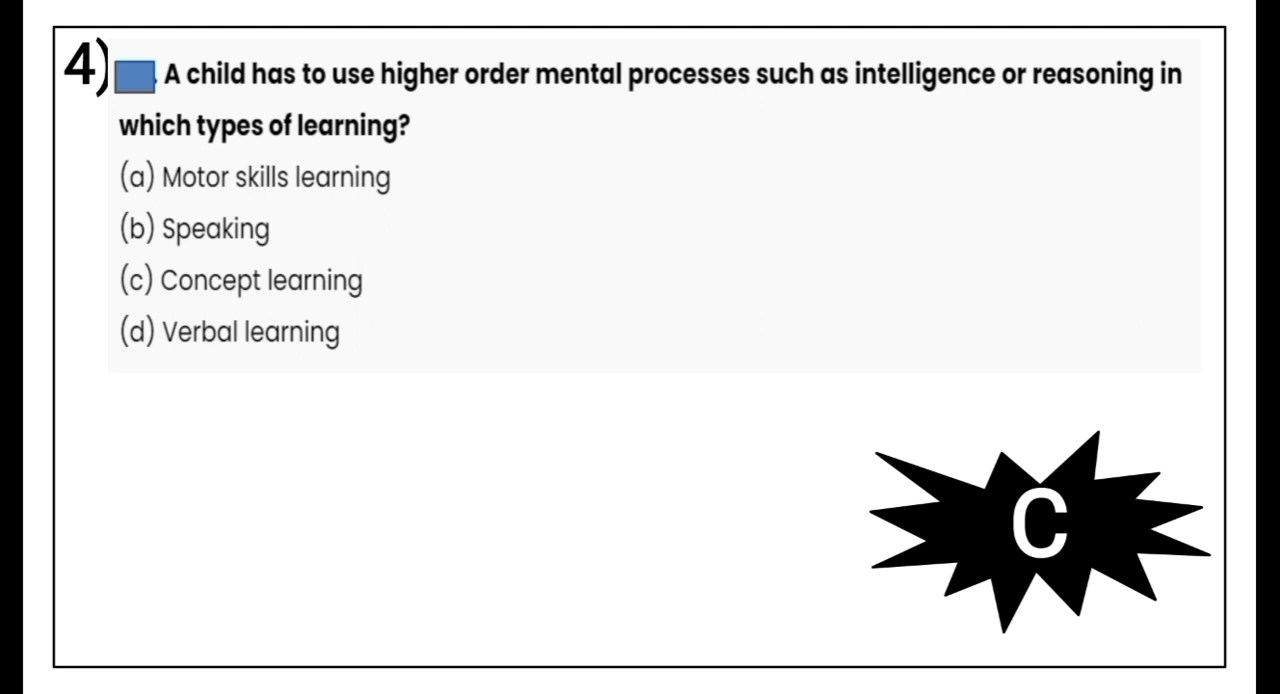 4) . A child has to use higher order mental processes such as intelligence or reasoning in
which types of learning?
(a) Motor skills learning
(b) Speaking
(c) Concept learning
(d) Verbal learning
C